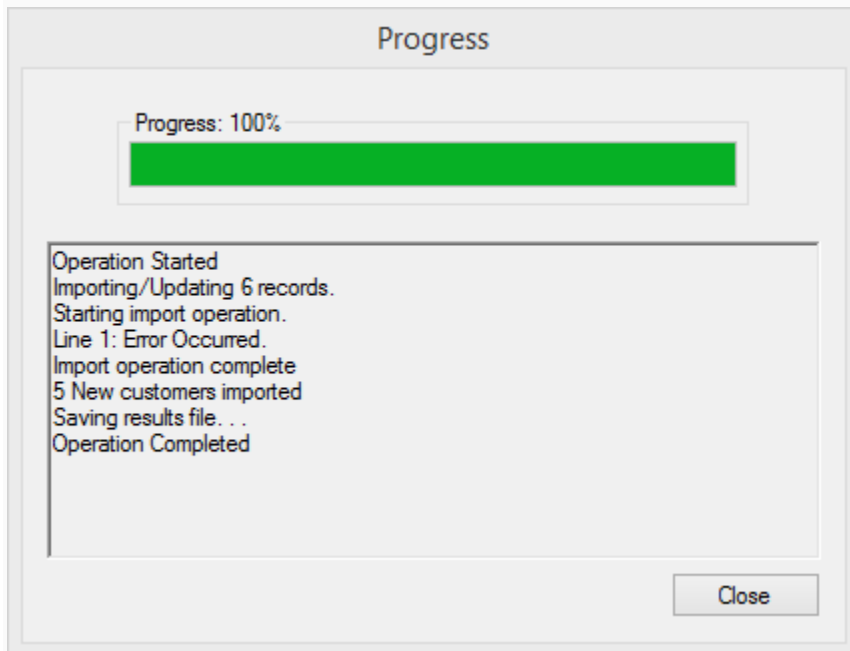 Progress
Progress: 100%
Operation Started
Importing/Updating 6 records.
Starting import operation.
Line 1: Error Occurred.
Import operation complete
5 New customers imported
Saving results file. . .
Operation Completed
Close